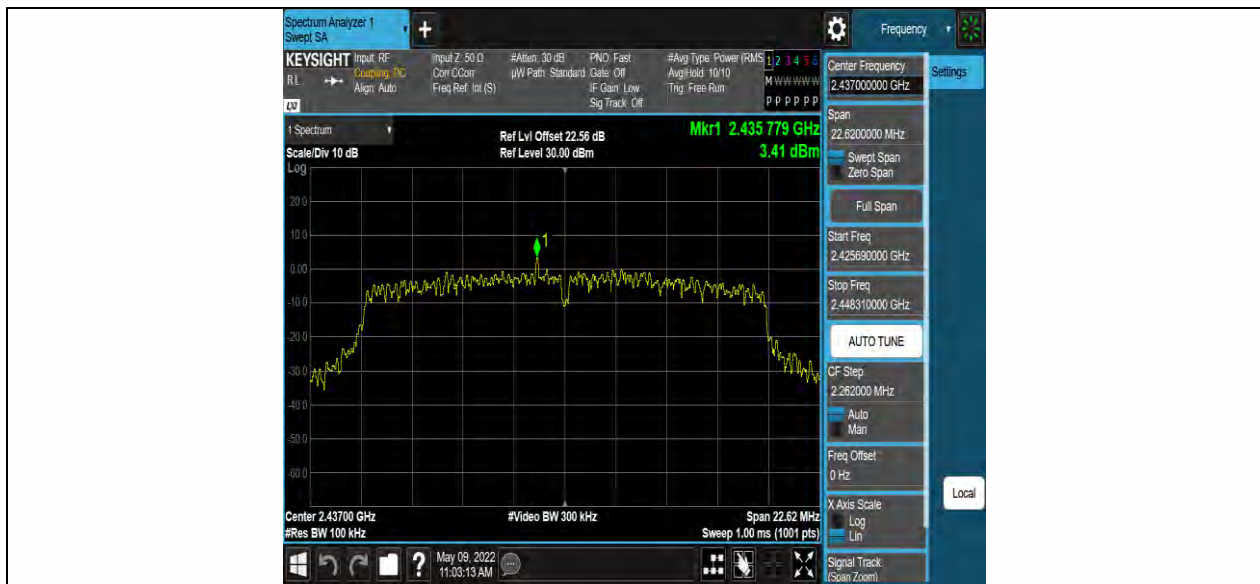 Spectrum Analyzer 1
Swept SA
+
Frequency
KEYSIGHT
RL
LXI
Input: RF
Coupling: DC
Align: Auto
Input Z: 50 Ω
Corr CCorr
Freq Ref: Int (S)
#Atten: 30 dB
µW Path: Standard
PNO: Fast
Gate: Off
IF Gain: Low
Sig Track: Off
#Avg Type: Power (RMS
Avg|Hold: 10/10
Trig: Free Run
1 2 3 4 5 6
M W W W W W
P P P P P P
Center Frequency
2.437000000 GHz
Settings
1 Spectrum
Scale/Div 10 dB
Ref Lvl Offset 22.56 dB
Ref Level 30.00 dBm
Mkr1 2.435 779 GHz
3.41 dBm
Log
20.0
10.0
0.00
-10.0
-20.0
-30.0
-40.0
-50.0
-60.0
1
Span
22.6200000 MHz
Swept Span
Zero Span
Full Span
Start Freq
2.425690000 GHz
Stop Freq
2.448310000 GHz
AUTO TUNE
CF Step
2.262000 MHz
Auto
Man
Freq Offset
0 Hz
X Axis Scale
Log
Lin
Signal Track
(Span Zoom)
Local
Center 2.43700 GHz
#Res BW 100 kHz
#Video BW 300 kHz
Span 22.62 MHz
Sweep 1.00 ms (1001 pts)
?
May 09, 2022
11:03:13 AM